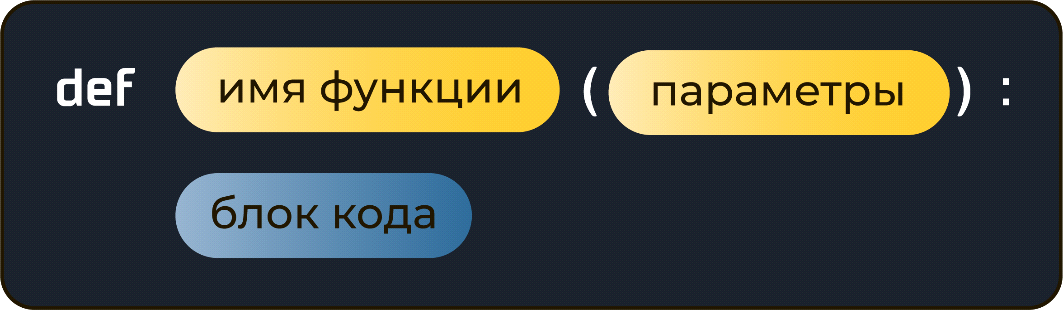 def имя функции ( параметры ) :
блок кода